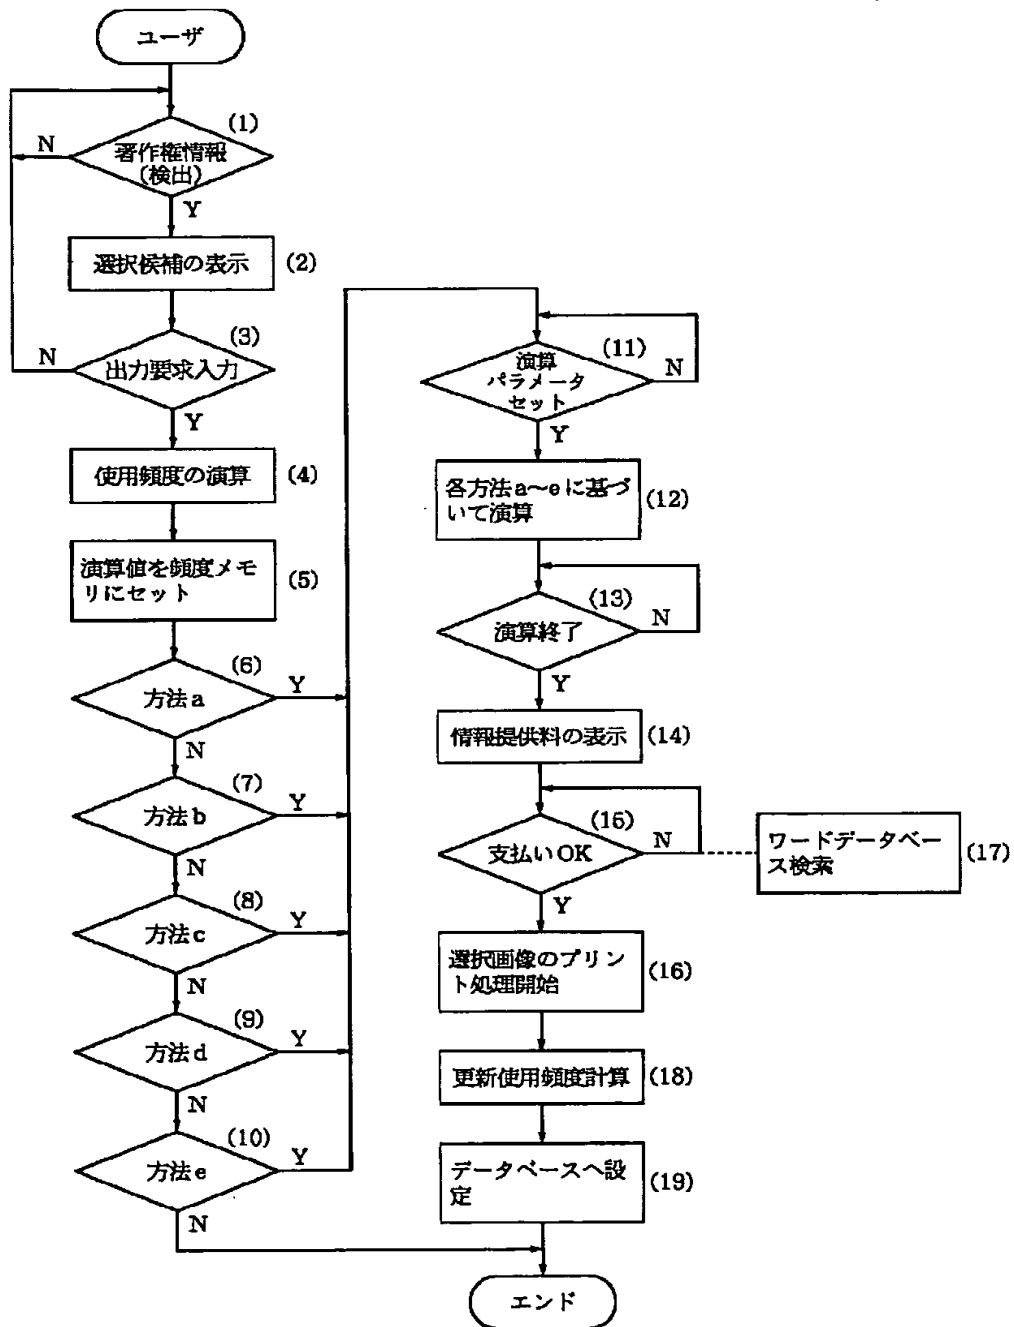 ユーザ
(1)
著作権情報
(検出)
N
Y
選択候補の表示
(2)
(3)
出力要求入力
N
Y
使用頻度の演算
(4)
演算値を頻度メモ
リにセット
(5)
(6)
方法a
Y
N
(7)
方法b
Y
N
(8)
方法c
Y
N
(9)
方法d
Y
N
(10)
方法e
Y
N
(11)
演算
パラメータ
セット
N
Y
各方法a～eに基づ
いて演算
(12)
(13)
演算終了
N
Y
情報提供料の表示
(14)
(15)
支払いOK
N
Y
ワードデータベー
ス検索
(17)
選択画像のプリン
ト処理開始
(16)
更新使用頻度計算
(18)
データベースへ設
定
(19)
エンド